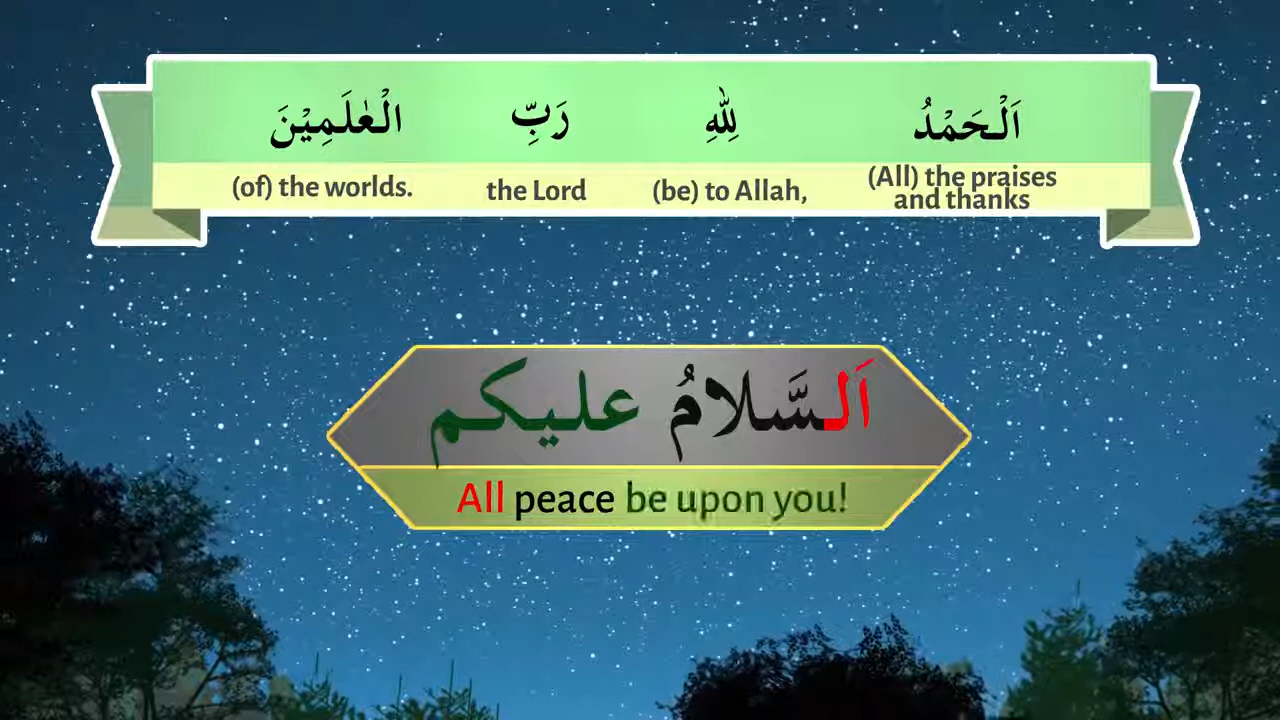 اَلْحَمْدُ لِلّٰهِ رَبِّ الْعٰلَمِيْنَ
(All) the praises and thanks (be) to Allah, the Lord (of) the worlds.
اَلسَّلامُ عليكم
All peace be upon you!